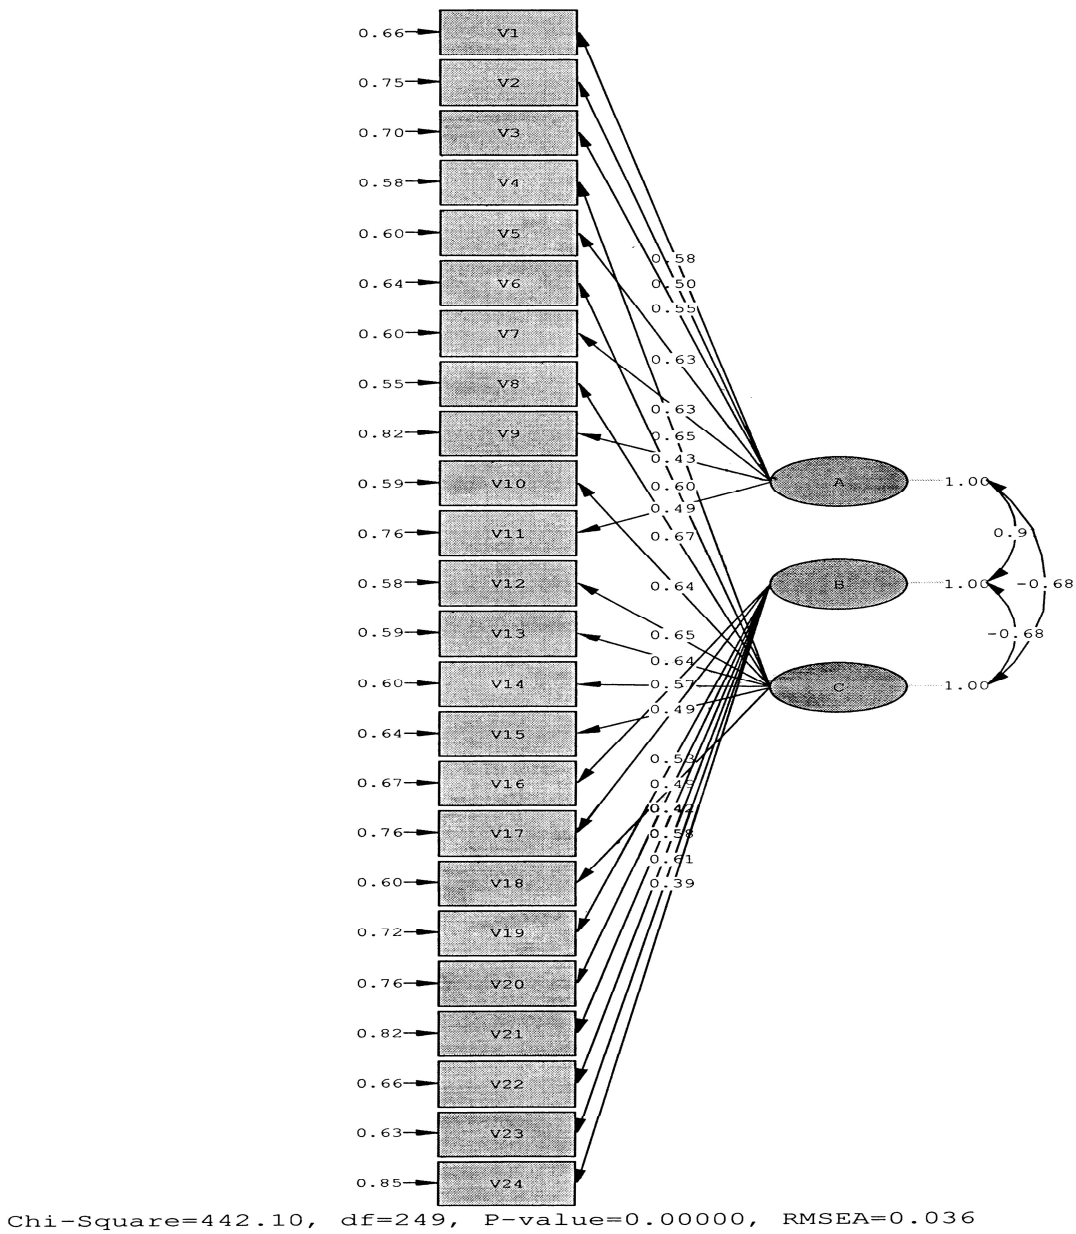 0.66 V1
0.75 V2
0.70 V3
0.58 V4
0.60 V5
0.58
0.64 V6
0.50
0.55
0.60 V7
0.63
0.55 V8
0.63
0.82 V9
0.65
0.43
0.59 V10 A 1.00
0.60
0.49
0.76 V11 0.9
0.67
0.58 V12 B 1.00 -0.68
0.64
0.59 V13 0.65 -0.68
0.64
0.60 V14 0.57 C 1.00
0.49
0.64 V15
0.53
0.67 V16
0.49
0.42
0.76 V17 0.58
0.61
0.60 V18 0.39
0.72 V19
0.76 V20
0.82 V21
0.66 V22
0.63 V23
0.85 V24
Chi-Square=442.10, df=249, P-value=0.00000, RMSEA=0.036